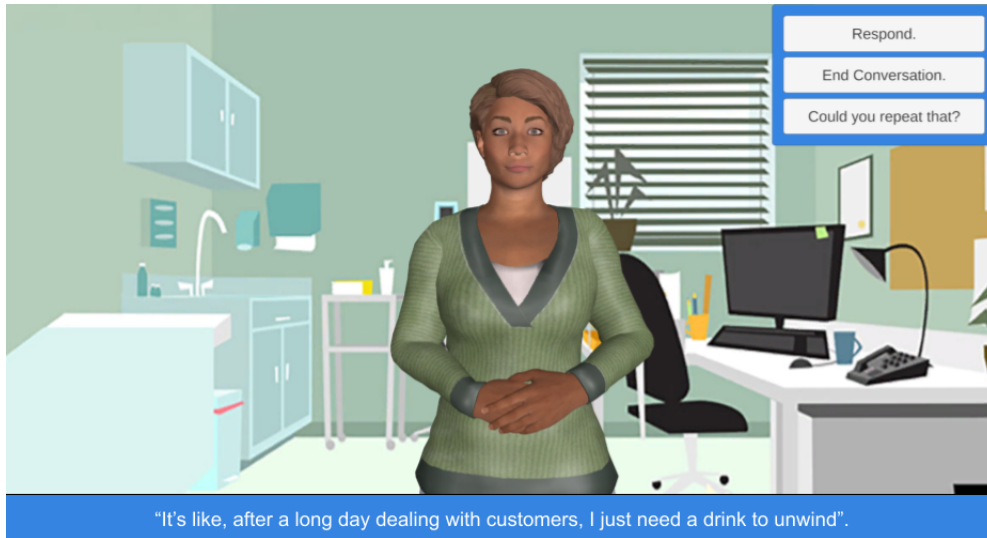 Respond.
End Conversation.
Could you repeat that?
“It’s like, after a long day dealing with customers, I just need a drink to unwind”.